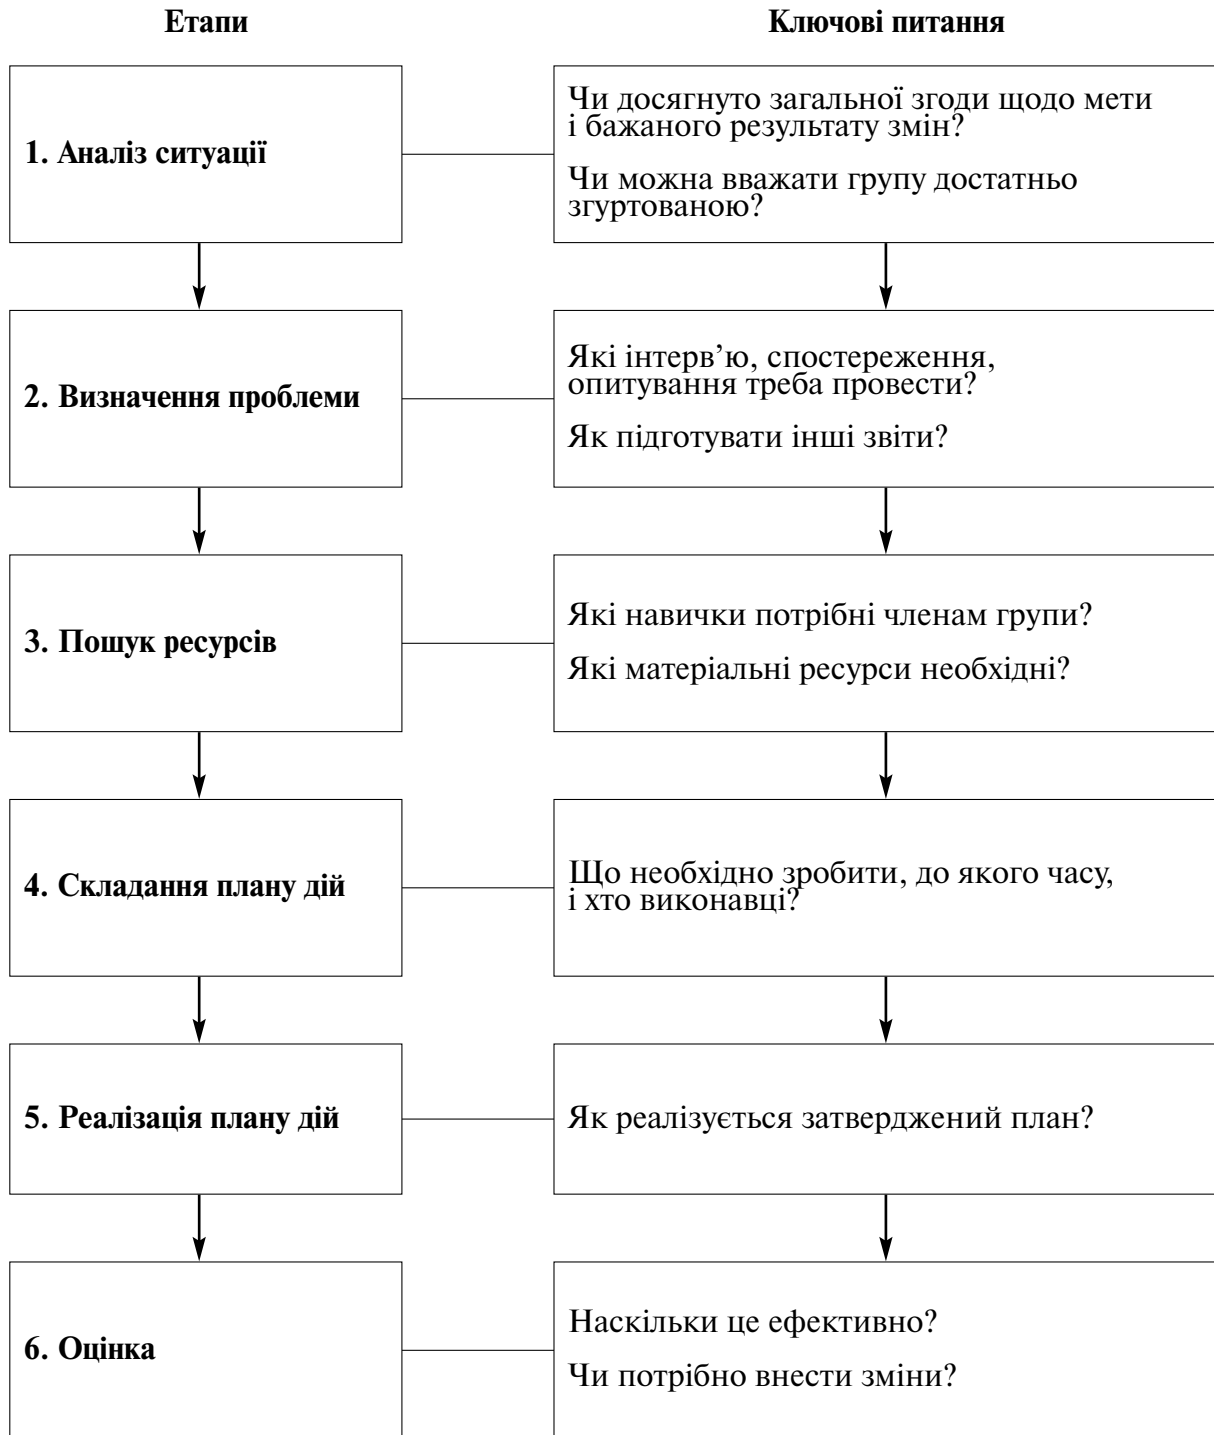 Етапи
Ключові питання
1. Аналіз ситуації
Чи досягнуто загальної згоди щодо мети
і бажаного результату змін?
Чи можна вважати групу достатньо
згуртованою?
2. Визначення проблеми
Які інтерв’ю, спостереження,
опитування треба провести?
Як підготувати інші звіти?
3. Пошук ресурсів
Які навички потрібні членам групи?
Які матеріальні ресурси необхідні?
4. Складання плану дій
Що необхідно зробити, до якого часу,
і хто виконавці?
5. Реалізація плану дій
Як реалізується затверджений план?
6. Оцінка
Наскільки це ефективно?
Чи потрібно внести зміни?